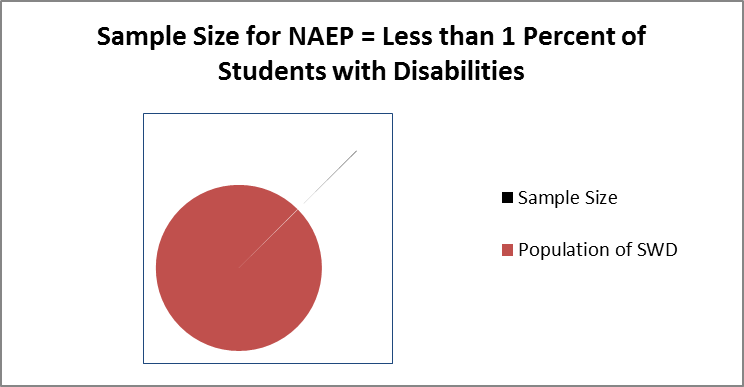 Sample Size for NAEP = Less than 1 Percent of
Students with Disabilities
Sample Size
Population of SWD